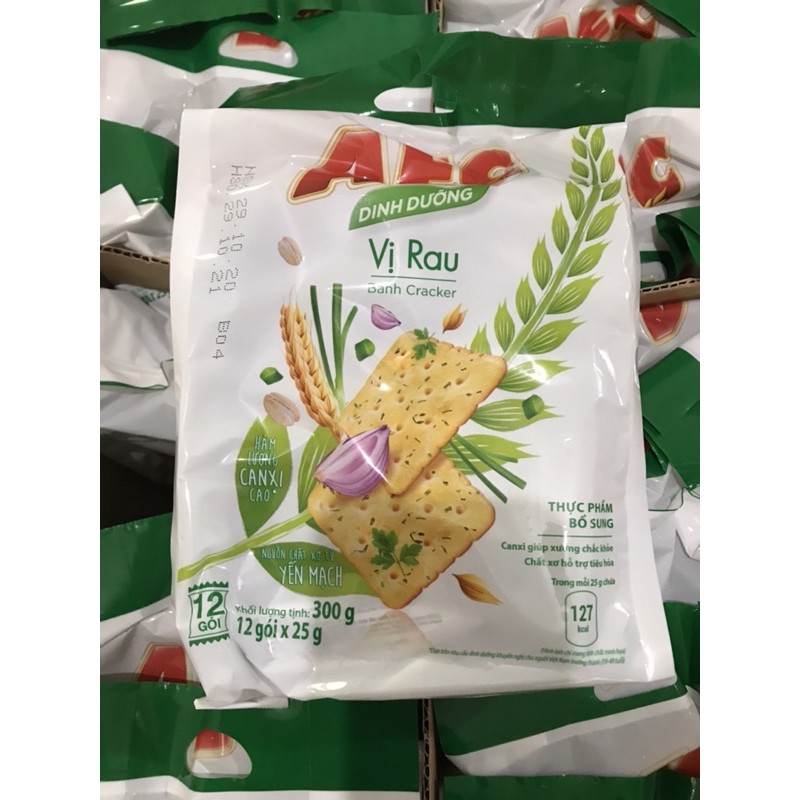 AFC
DINH DƯỠNG
Vị Rau
Bánh Cracker
29.10.20 B04
29.10.21
HÀM
LƯỢNG
CANXI
CAO*
NGUỒN CHẤT XƠ TỪ
YẾN MẠCH
THỰC PHẨM
BỔ SUNG
Canxi giúp xương chắc khỏe
Chất xơ hỗ trợ tiêu hóa
Trong mỗi 25 g chứa
127
kcal
12
GÓI
Khối lượng tịnh: 300 g
12 gói x 25 g